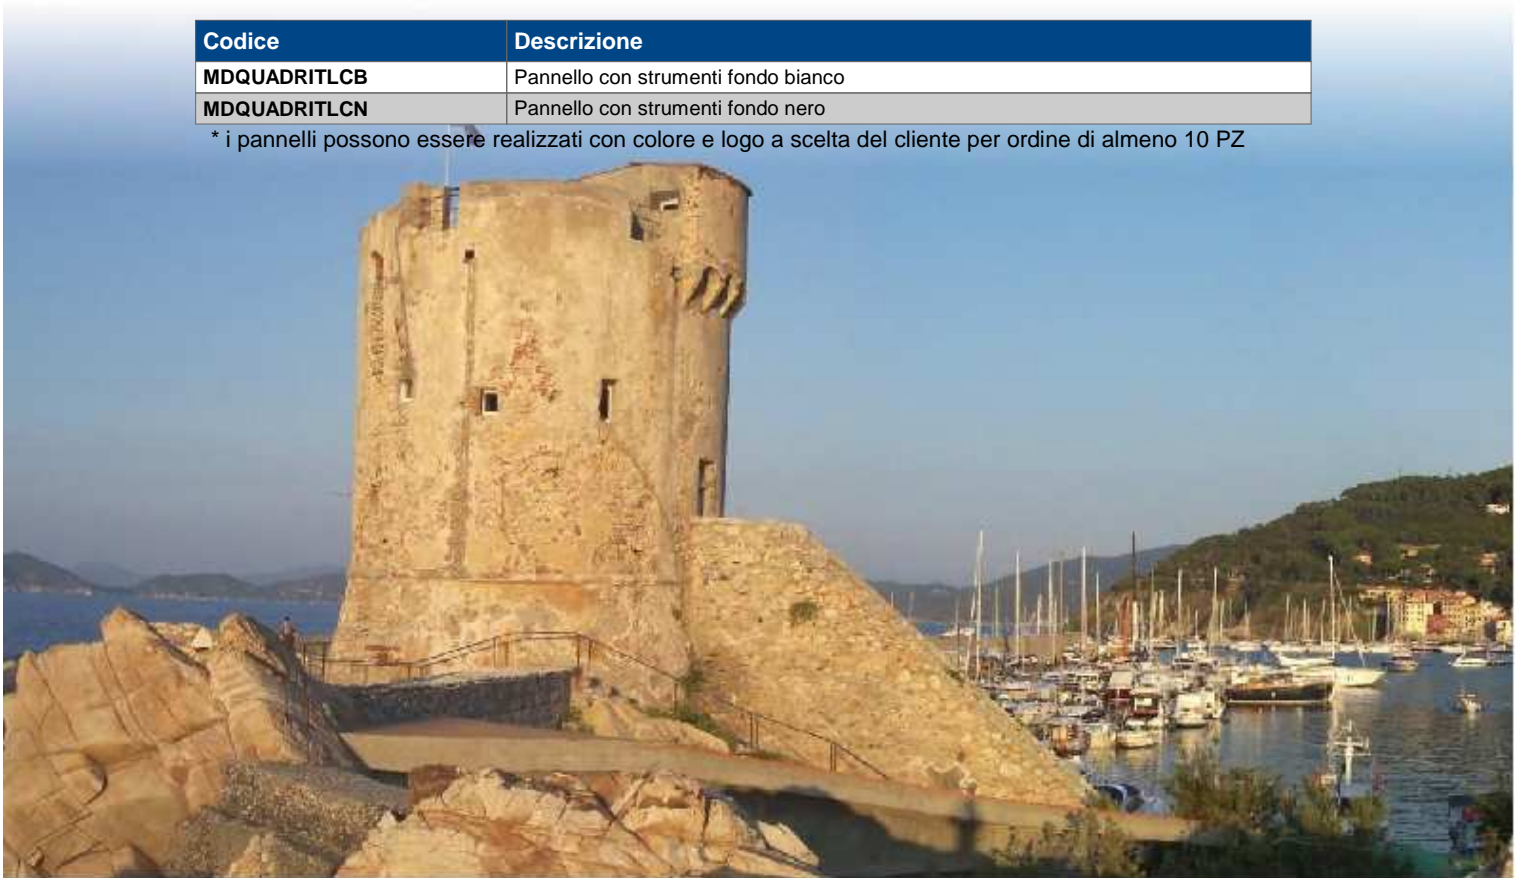 Codice Descrizione
MDQUADRITLCB Pannello con strumenti fondo bianco
MDQUADRITLCN Pannello con strumenti fondo nero
* i pannelli possono essere realizzati con colore e logo a scelta del cliente per ordine di almeno 10 PZ